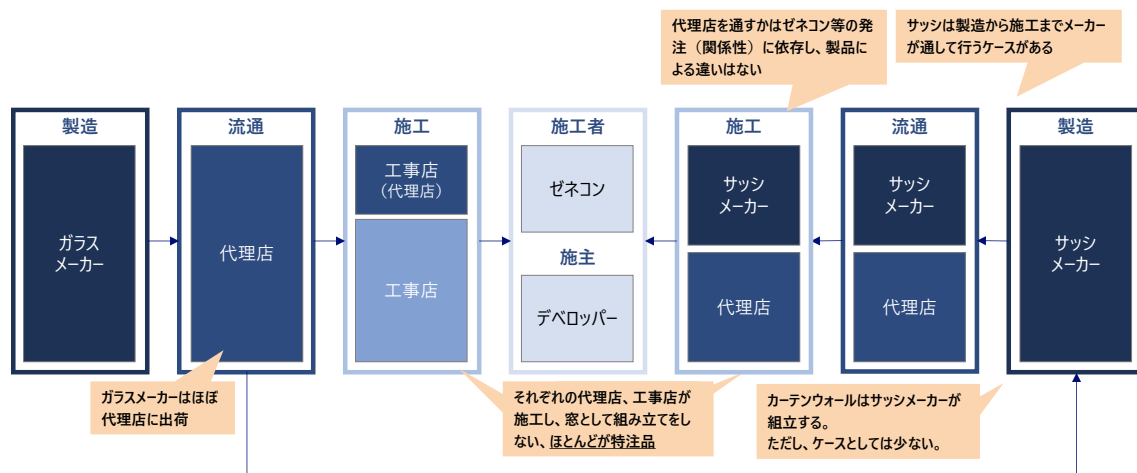 代理店を通すかはゼネコン等の発
注（関係性）に依存し、製品によ
る違いはない
サッシは製造から施工までメーカー
が通して行うケースがある
製造
ガラス
メーカー
流通
代理店
施工
工事店
（代理店）
工事店
施工者
ゼネコン
施主
デベロッパー
施工
サッシ
メーカー
代理店
流通
サッシ
メーカー
代理店
製造
サッシ
メーカー
ガラスメーカーはほぼ
代理店に出荷
それぞれの代理店、工事店が
施工し、窓として組み立てをし
ない、ほとんどが特注品
カーテンウォールはサッシメーカーが
組立する。
ただし、ケースとしては少ない。